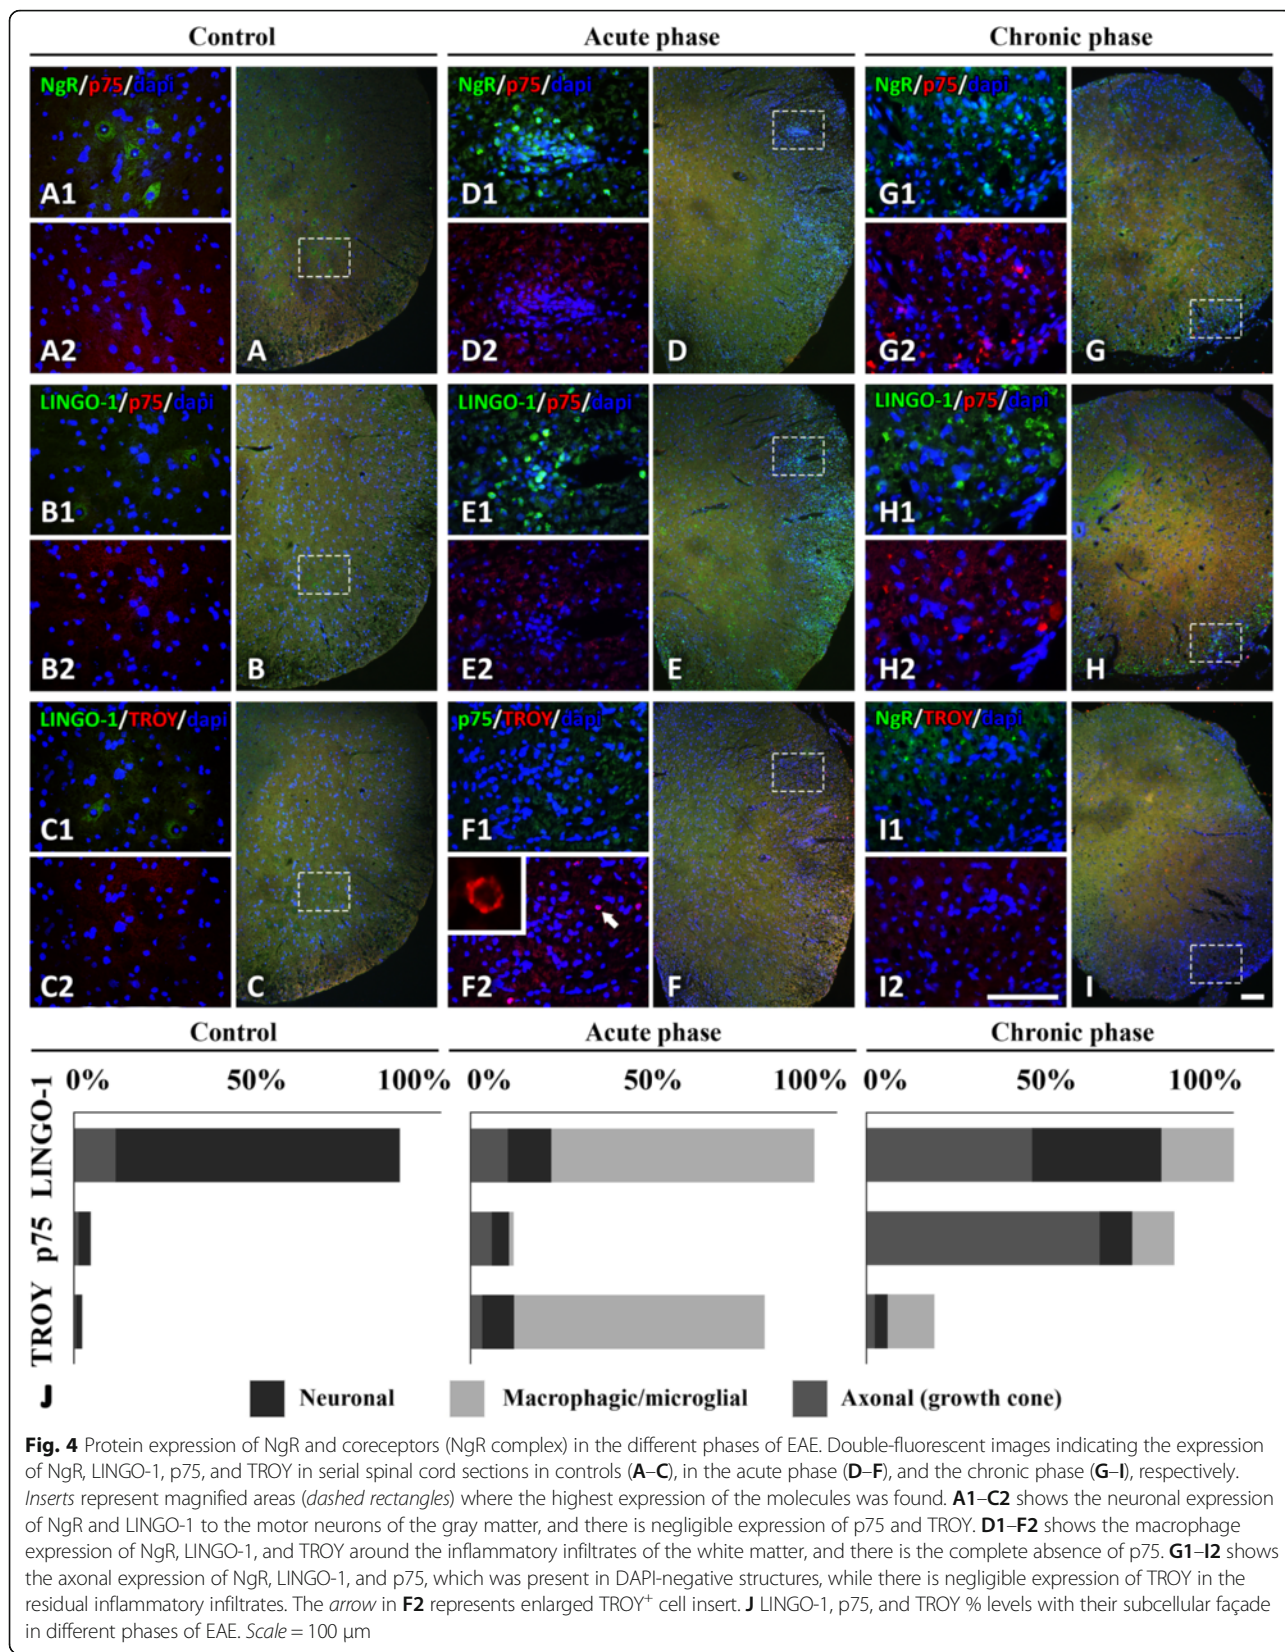 Control Acute phase Chronic phase
NgR/p75/dapi NgR/p75/dapi NgR/p75/dapi
A1 D1 G1
A2 A D2 D G2 G
LINGO-1/p75/dapi LINGO-1/p75/dapi LINGO-1/p75/dapi
B1 E1 H1
B2 B E2 E H2 H
LINGO-1/TROY/dapi p75/TROY/dapi NgR/TROY/dapi
C1 F1 I1
C2 C F2 F I2 I
Control Acute phase Chronic phase
0% 50% 100% 0% 50% 100% 0% 50% 100%
LINGO-1
p75
TROY
J Neuronal Macrophagic/microglial Axonal (growth cone)
Fig. 4 Protein expression of NgR and coreceptors (NgR complex) in the different phases of EAE. Double-fluorescent images indicating the expression
of NgR, LINGO-1, p75, and TROY in serial spinal cord sections in controls (A–C), in the acute phase (D–F), and the chronic phase (G–I), respectively.
Inserts represent magnified areas (dashed rectangles) where the highest expression of the molecules was found. A1–C2 shows the neuronal expression
of NgR and LINGO-1 to the motor neurons of the gray matter, and there is negligible expression of p75 and TROY. D1–F2 shows the macrophage
expression of NgR, LINGO-1, and TROY around the inflammatory infiltrates of the white matter, and there is the complete absence of p75. G1–I2 shows
the axonal expression of NgR, LINGO-1, and p75, which was present in DAPI-negative structures, while there is negligible expression of TROY in the
residual inflammatory infiltrates. The arrow in F2 represents enlarged TROY⁺ cell insert. J LINGO-1, p75, and TROY % levels with their subcellular façade
in different phases of EAE. Scale = 100 μm